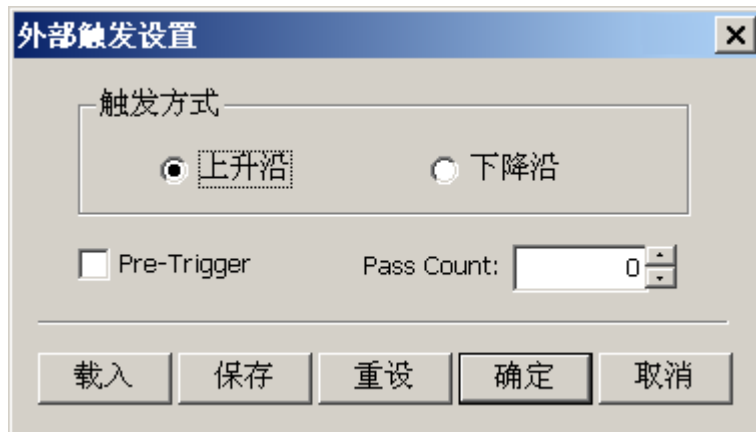 外部触发设置
触发方式
上升沿 下降沿
Pre-Trigger Pass Count: 0
载入 保存 重设 确定 取消